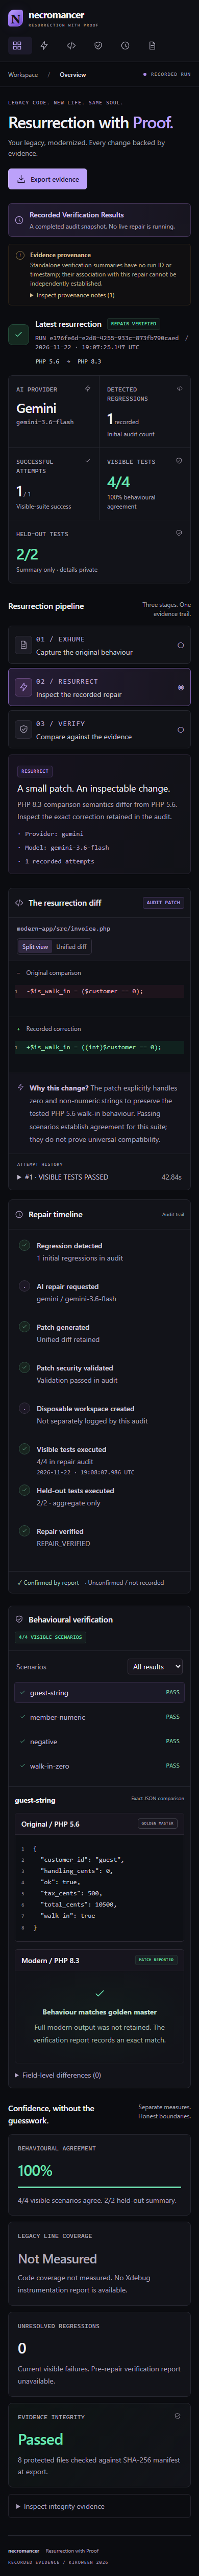 necromancer
RESURRECTION WITH PROOF
Workspace / Overview
RECORDED RUN
LEGACY CODE. NEW LIFE. SAME SOUL.
Resurrection with Proof.
Your legacy, modernized. Every change backed by
evidence.
Export evidence
Recorded Verification Results
A completed audit snapshot. No live repair is running.
Evidence provenance
Standalone verification summaries have no run ID or
timestamp; their association with this repair cannot be
independently established.
Inspect provenance notes (1)
Latest resurrection REPAIR VERIFIED
/
2026-11-22 · 19:07:25.147 UTC
PHP 5.6 → PHP 8.3
AI PROVIDER
Gemini
gemini-3.6-flash
DETECTED
REGRESSIONS
1 recorded
Initial audit count
SUCCESSFUL
ATTEMPTS
1 / 1
Visible-suite success
VISIBLE TESTS
4/4
100% behavioural
agreement
HELD-OUT TESTS
2/2
Summary only · details private
Resurrection pipeline
Three stages. One
evidence trail.
01 / EXHUME
Capture the original behaviour
02 / RESURRECT
Inspect the recorded repair
03 / VERIFY
Compare against the evidence
RESURRECT
A small patch. An inspectable change.
PHP 8.3 comparison semantics differ from PHP 5.6.
Inspect the exact correction retained in the audit.
· Provider: gemini
· Model: gemini-3.6-flash
· 1 recorded attempts
The resurrection diff AUDIT PATCH
modern-app/src/invoice.php
Split view Unified diff
− Original comparison
1 -$is_walk_in = ($customer == 0);
+ Recorded correction
1 +$is_walk_in = ((int)$customer == 0);
Why this change? The patch explicitly handles
zero and non-numeric strings to preserve the
tested PHP 5.6 walk-in behaviour. Passing
scenarios establish agreement for this suite;
they do not prove universal compatibility.
ATTEMPT HISTORY
#1 · VISIBLE TESTS PASSED 42.84s
Repair timeline Audit trail
Regression detected
1 initial regressions in audit
AI repair requested
gemini / gemini-3.6-flash
Patch generated
Unified diff retained
Patch security validated
Validation passed in audit
Disposable workspace created
Not separately logged by this audit
Visible tests executed
4/4 in repair audit
2026-11-22 · 19:08:07.986 UTC
Held-out tests executed
2/2 · aggregate only
Repair verified
REPAIR_VERIFIED
✓ Confirmed by report · Unconfirmed / not recorded
Behavioural verification
4/4 VISIBLE SCENARIOS
Scenarios All results
guest-string PASS
member-numeric PASS
negative PASS
walk-in-zero PASS
guest-string Exact JSON comparison
Original / PHP 5.6 GOLDEN MASTER
1 {
2 "customer_id": "guest",
3 "handling_cents": 0,
4 "ok": true,
5 "tax_cents": 500,
6 "total_cents": 10500,
7 "walk_in": true
8 }
Modern / PHP 8.3 MATCH REPORTED
Behaviour matches golden master
Full modern output was not retained. The
verification report records an exact match.
Field-level differences (0)
Confidence, without the
guesswork.
Separate measures.
Honest boundaries.
BEHAVIOURAL AGREEMENT
100%
4/4 visible scenarios agree, 2/2 held-out summary.
LEGACY LINE COVERAGE
Not Measured
Code coverage not measured. No Xdebug
instrumentation report is available.
UNRESOLVED REGRESSIONS
0
Current visible failures. Pre-repair verification report
unavailable.
EVIDENCE INTEGRITY
Passed
8 protected files checked against SHA-256 manifest
at export.
Inspect integrity evidence
necromancer Resurrection with Proof
RECORDED EVIDENCE / KIROWEEN 2026